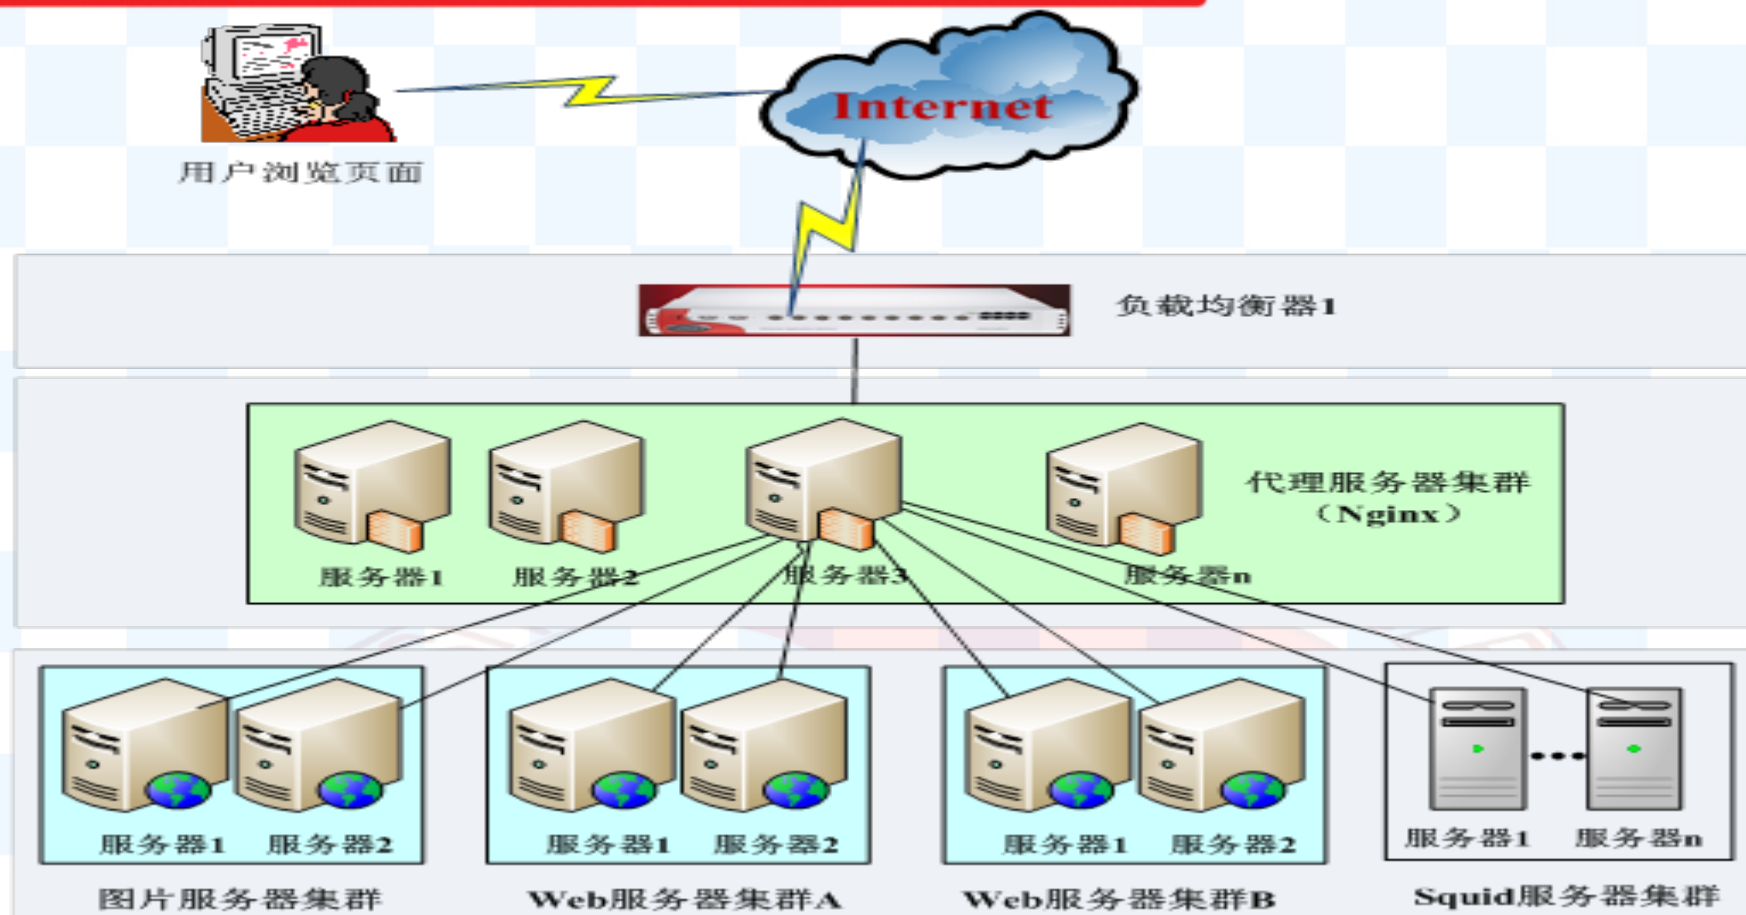 Internet
用户浏览页面
负载均衡器1
代理服务器集群
（Nginx）
服务器1
服务器2
服务器3
服务器n
服务器1
服务器2
服务器1
服务器2
服务器1
服务器2
服务器1
服务器n
图片服务器集群
Web服务器集群A
Web服务器集群B
Squid服务器集群